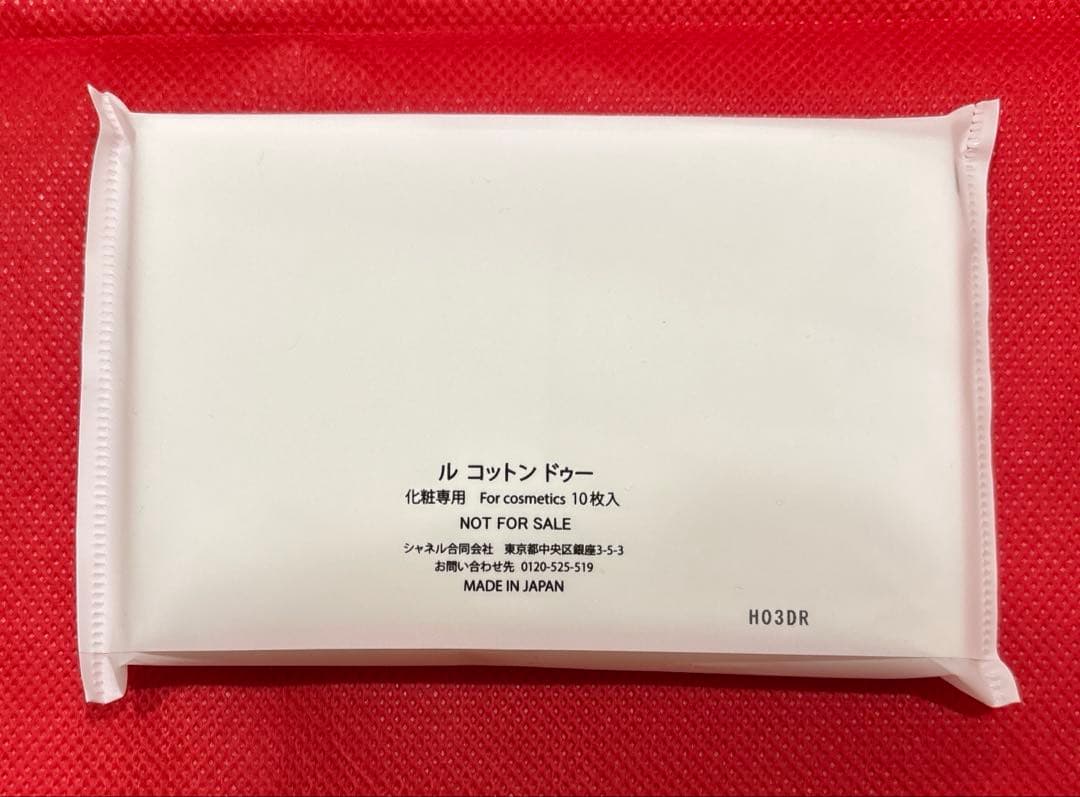 ル コットン ドゥー
化粧専用 For cosmetics 10枚入
NOT FOR SALE
シャネル合同会社 東京都中央区銀座3-5-3
お問い合わせ先 0120-525-519
MADE IN JAPAN
H03DR